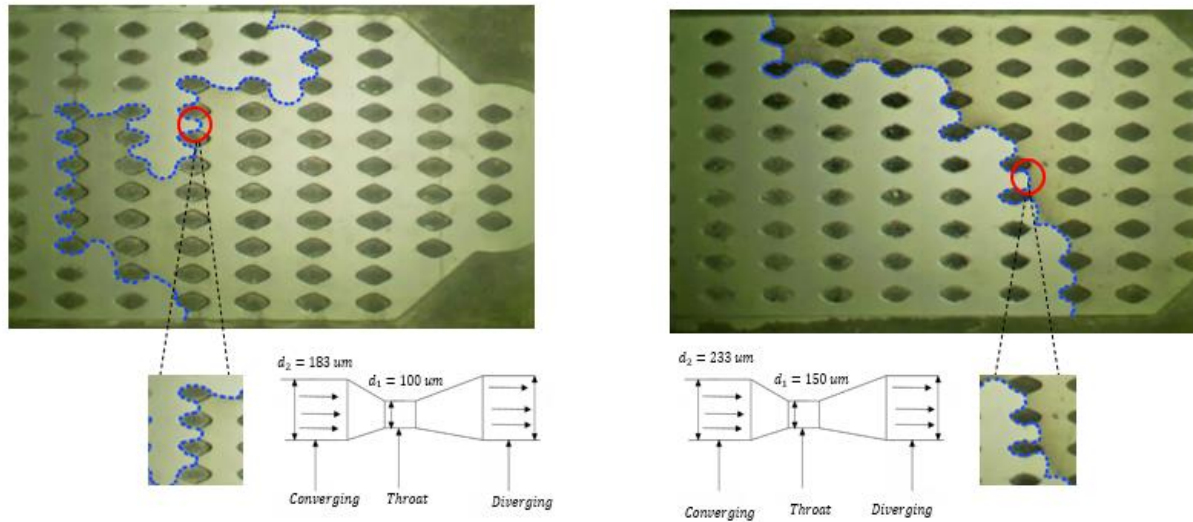 d₂ = 183 um
d₁ = 100 um
Converging
Throat
Diverging
d₂ = 233 um
d₁ = 150 um
Converging
Throat
Diverging